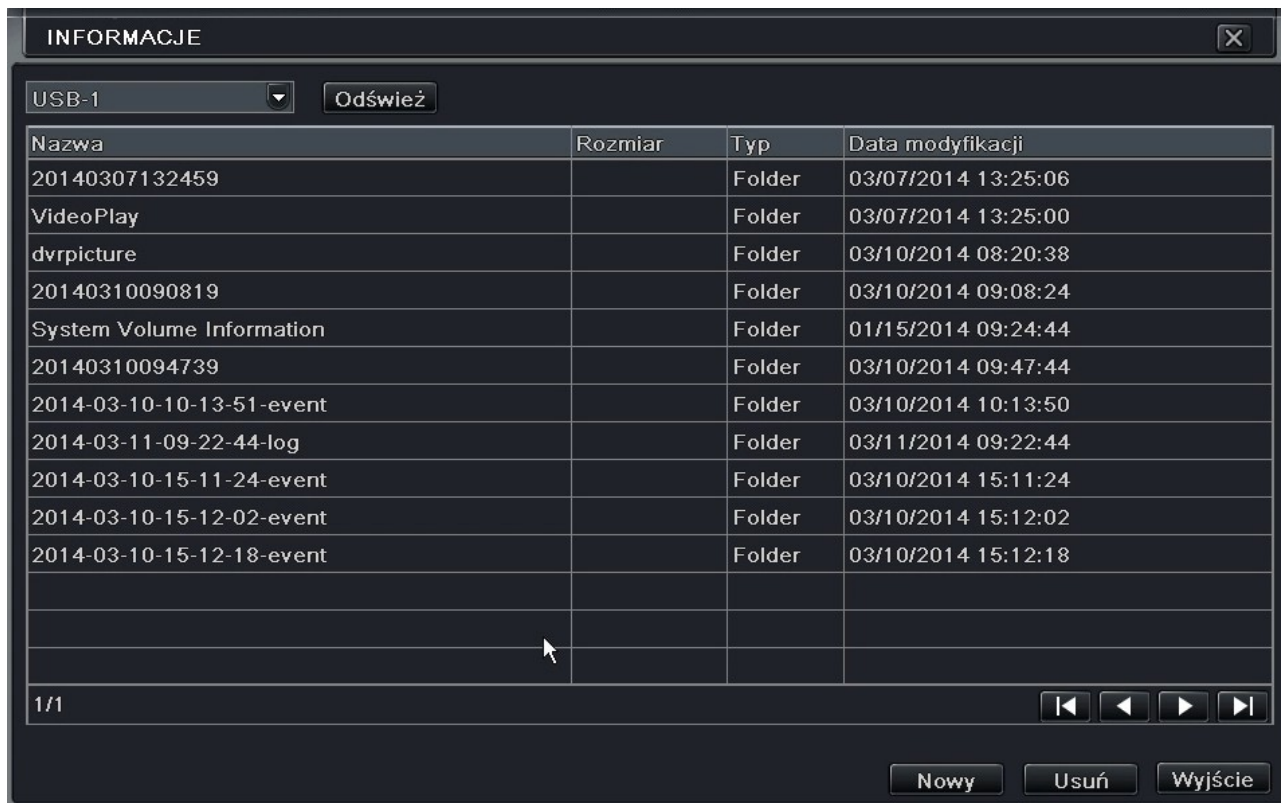 INFORMACJE
USB-1 Odśwież
Nazwa Rozmiar Typ Data modyfikacji
20140307132459 Folder 03/07/2014 13:25:06
VideoPlay Folder 03/07/2014 13:25:00
dvrpicture Folder 03/10/2014 08:20:38
20140310090819 Folder 03/10/2014 09:08:24
System Volume Information Folder 01/15/2014 09:24:44
20140310094739 Folder 03/10/2014 09:47:44
2014-03-10-10-13-51-event Folder 03/10/2014 10:13:50
2014-03-11-09-22-44-log Folder 03/11/2014 09:22:44
2014-03-10-15-11-24-event Folder 03/10/2014 15:11:24
2014-03-10-15-12-02-event Folder 03/10/2014 15:12:02
2014-03-10-15-12-18-event Folder 03/10/2014 15:12:18
1/1
Nowy Usuń Wyjście